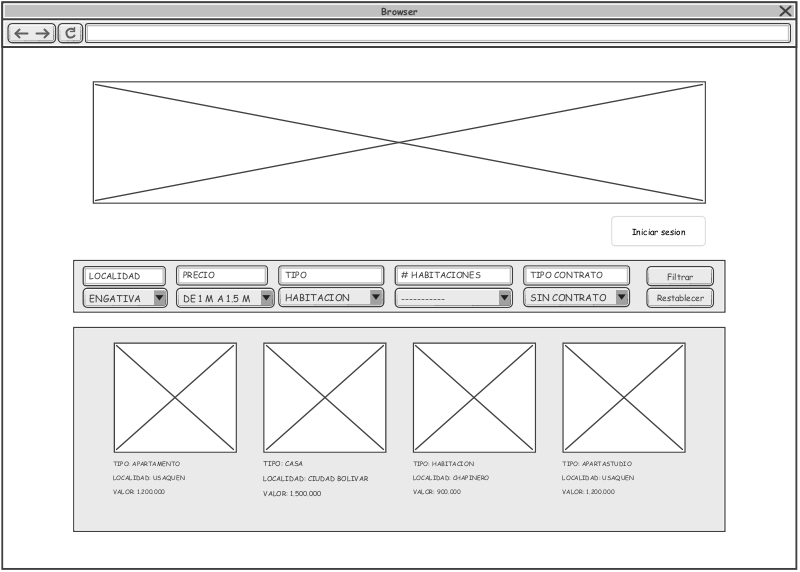 Browser
Iniciar sesion
LOCALIDAD
PRECIO
TIPO
# HABITACIONES
TIPO CONTRATO
Filtrar
ENGATIVA
DE 1 M A 1.5 M
HABITACION
-----------
SIN CONTRATO
Restablecer
TIPO APARTAMENTO
LOCALIDAD: USAQUEN
VALOR: 1.200.000
TIPO: CASA
LOCALIDAD: CIUDAD BOLIVAR
VALOR: 1.500.000
TIPO: HABITACION
LOCALIDAD: CHAPINERO
VALOR: 900.000
TIPO: APARTASTUDIO
LOCALIDAD: USAQUEN
VALOR: 1.200.000